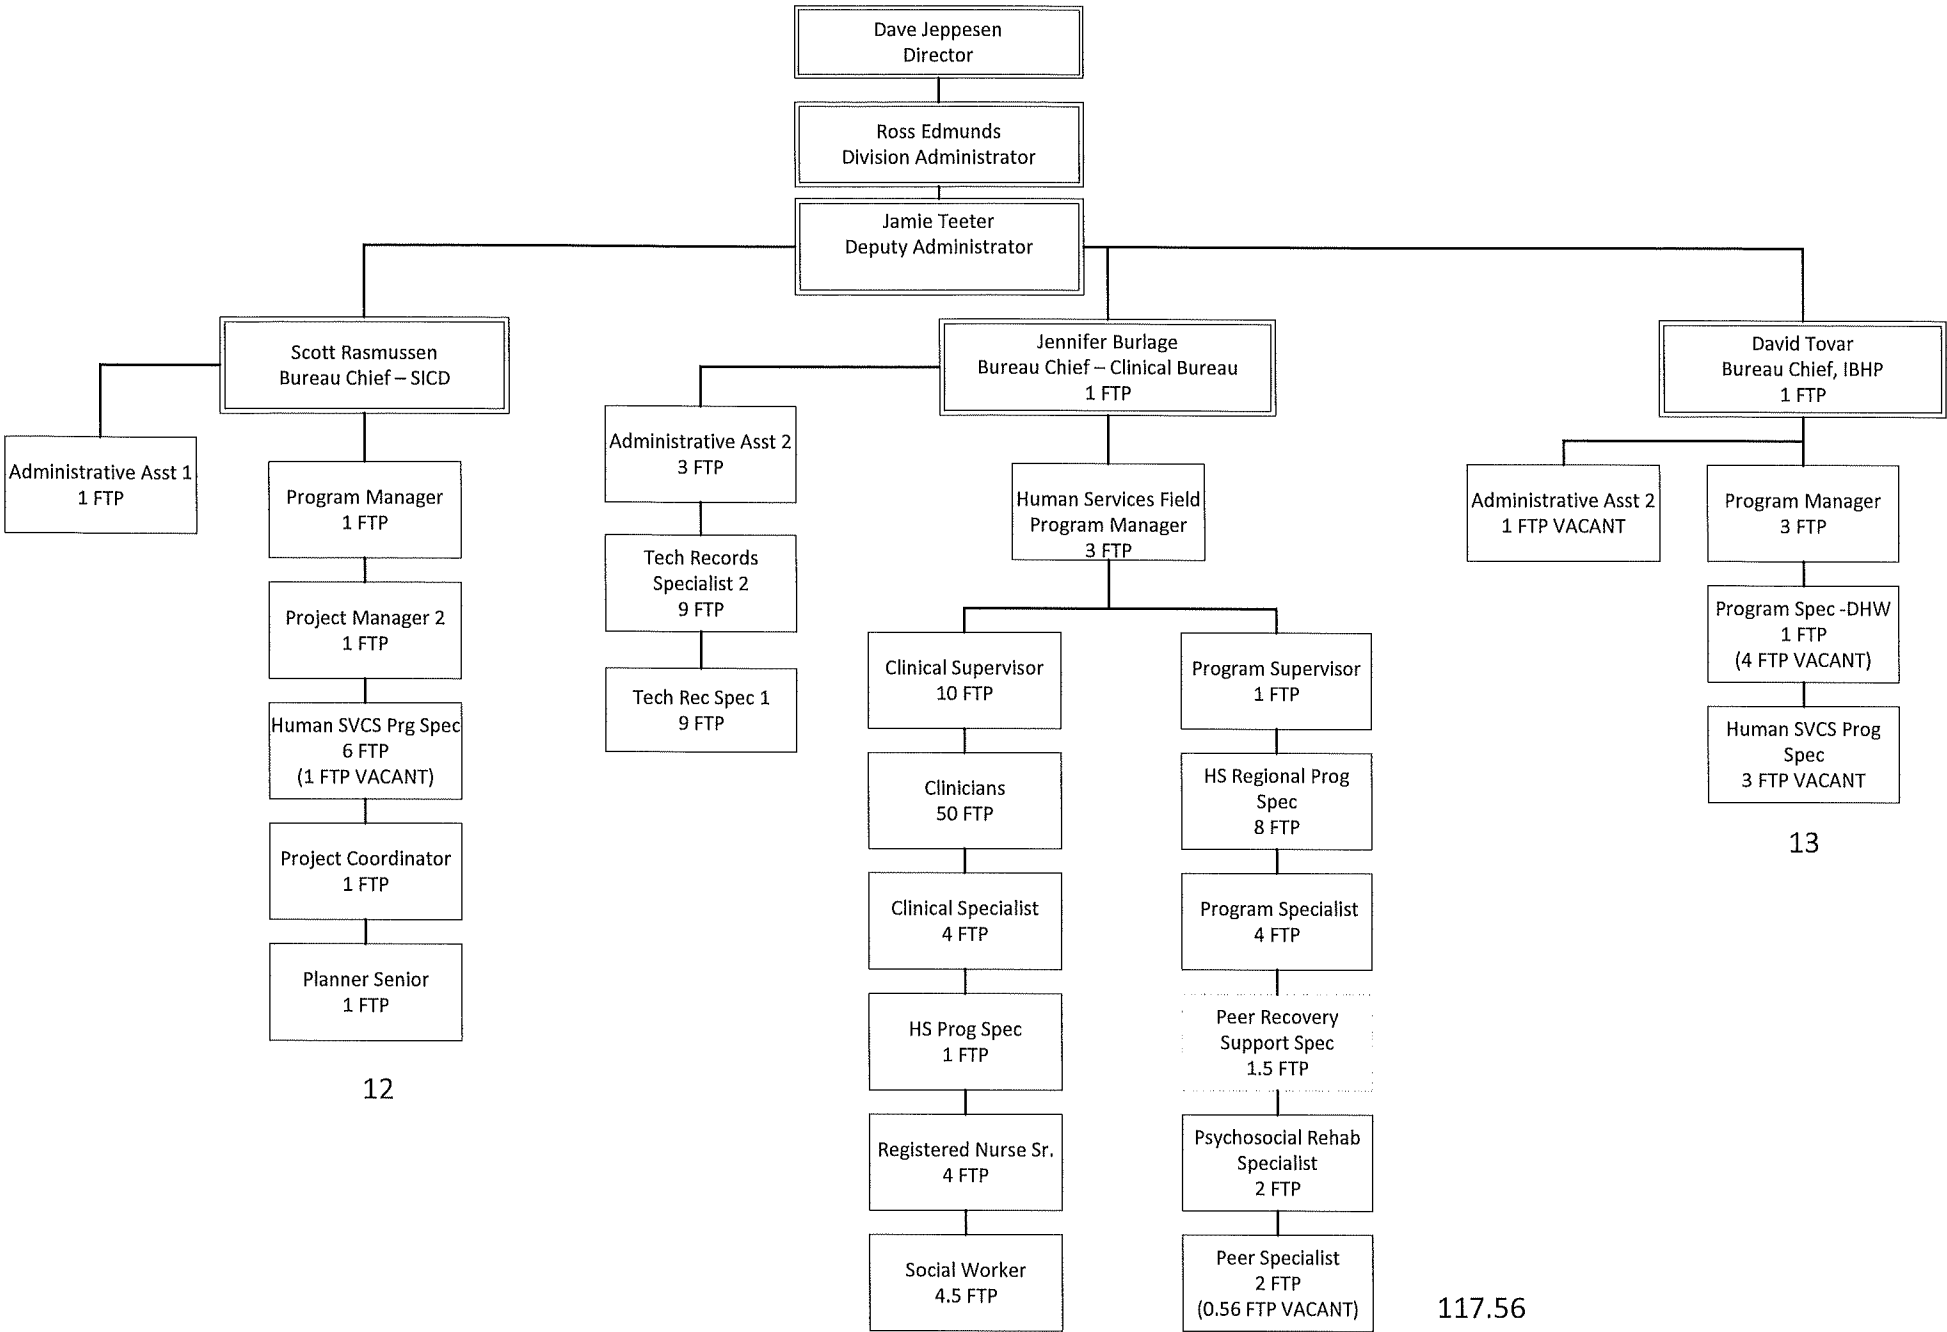 Dave Jeppesen
Director
Ross Edmunds
Division Administrator
Jamie Teeter
Deputy Administrator
Scott Rasmussen
Bureau Chief – SICD
Administrative Asst 1
1 FTP
Program Manager
1 FTP
Project Manager 2
1 FTP
Human SVCS Prg Spec
6 FTP
(1 FTP VACANT)
Project Coordinator
1 FTP
Planner Senior
1 FTP
12
Jennifer Burlage
Bureau Chief – Clinical Bureau
1 FTP
Administrative Asst 2
3 FTP
Tech Records
Specialist 2
9 FTP
Tech Rec Spec 1
9 FTP
Human Services Field
Program Manager
3 FTP
Clinical Supervisor
10 FTP
Clinicians
50 FTP
Clinical Specialist
4 FTP
HS Prog Spec
1 FTP
Registered Nurse Sr.
4 FTP
Social Worker
4.5 FTP
Program Supervisor
1 FTP
HS Regional Prog
Spec
8 FTP
Program Specialist
4 FTP
Peer Recovery
Support Spec
1.5 FTP
Psychosocial Rehab
Specialist
2 FTP
Peer Specialist
2 FTP
(0.56 FTP VACANT)
117.56
David Tovar
Bureau Chief, IBHP
1 FTP
Administrative Asst 2
1 FTP VACANT
Program Manager
3 FTP
Program Spec -DHW
1 FTP
(4 FTP VACANT)
Human SVCS Prog
Spec
3 FTP VACANT
13